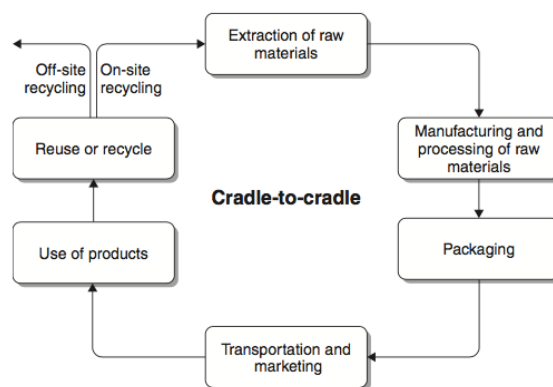 Extraction of raw
materials
Off-site
recycling
On-site
recycling
Manufacturing and
processing of raw
materials
Reuse or recycle
Cradle-to-cradle
Use of products
Packaging
Transportation and
marketing